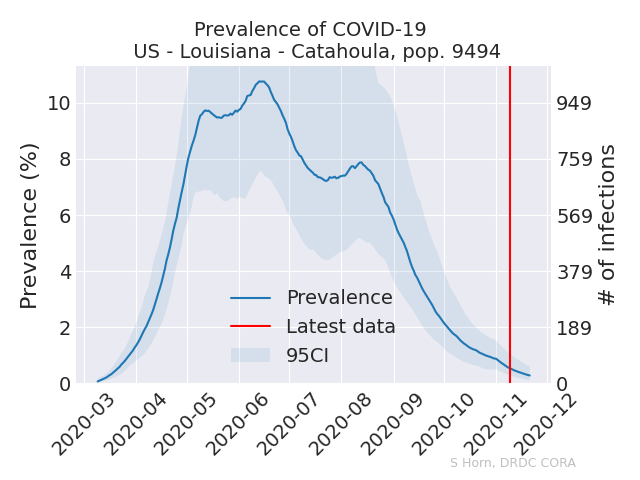 Prevalence of COVID-19
US - Louisiana - Catahoula, pop. 9494
Prevalence (%)
10
8
6
4
2
0
949
759
569
379
189
0
# of infections
Prevalence
Latest data
95CI
2020-03
2020-04
2020-05
2020-06
2020-07
2020-08
2020-09
2020-10
2020-11
2020-12
S Horn, DRDC CORA